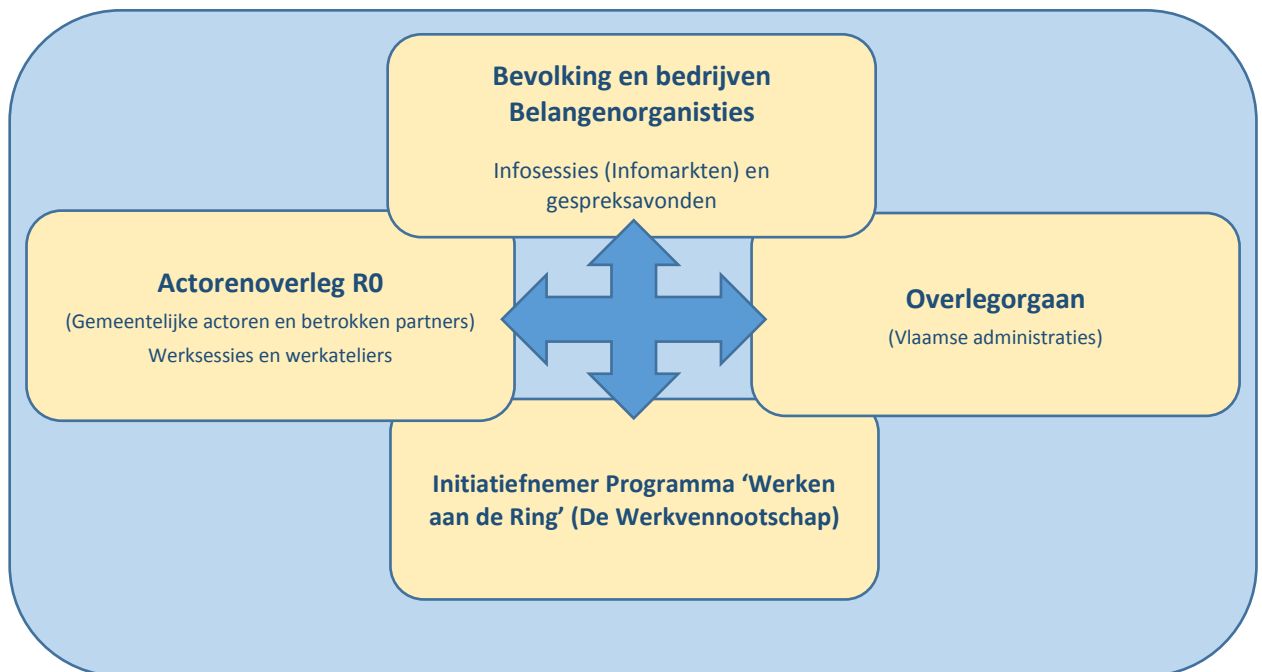 Bevolking en bedrijven
Belangenorganisties
Infosessies (Infomarkten) en
gespreksavonden
Actorenoverleg R0
(Gemeentelijke actoren en betrokken partners)
Werksessies en werkateliers
Overlegorgaan
(Vlaamse administraties)
Initiatiefnemer Programma ‘Werken
aan de Ring’ (De Werkvennootschap)